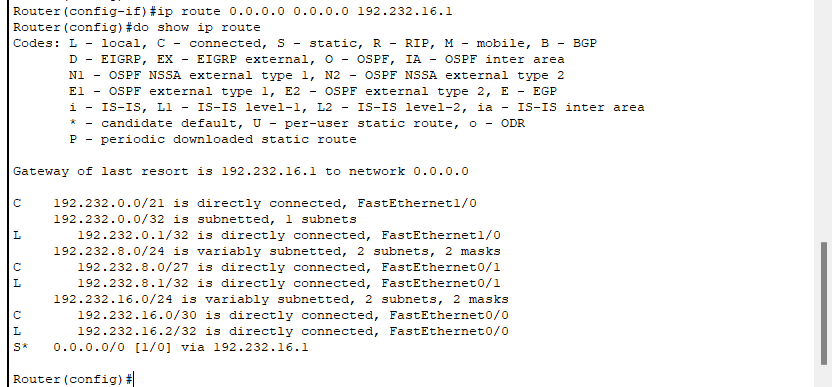 Router(config-if)#ip route 0.0.0.0 0.0.0.0 192.232.16.1
Router(config)#do show ip route
Codes: L - local, C - connected, S - static, R - RIP, M - mobile, B - BGP
       D - EIGRP, EX - EIGRP external, O - OSPF, IA - OSPF inter area
       N1 - OSPF NSSA external type 1, N2 - OSPF NSSA external type 2
       E1 - OSPF external type 1, E2 - OSPF external type 2, E - EGP
       i - IS-IS, L1 - IS-IS level-1, L2 - IS-IS level-2, ia - IS-IS inter area
       * - candidate default, U - per-user static route, o - ODR
       P - periodic downloaded static route

Gateway of last resort is 192.232.16.1 to network 0.0.0.0

C    192.232.0.0/21 is directly connected, FastEthernet1/0
     192.232.0.0/32 is subnetted, 1 subnets
L       192.232.0.1/32 is directly connected, FastEthernet1/0
     192.232.8.0/24 is variably subnetted, 2 subnets, 2 masks
C       192.232.8.0/27 is directly connected, FastEthernet0/1
L       192.232.8.1/32 is directly connected, FastEthernet0/1
     192.232.16.0/24 is variably subnetted, 2 subnets, 2 masks
C       192.232.16.0/30 is directly connected, FastEthernet0/0
L       192.232.16.2/32 is directly connected, FastEthernet0/0
S*   0.0.0.0/0 [1/0] via 192.232.16.1

Router(config)#